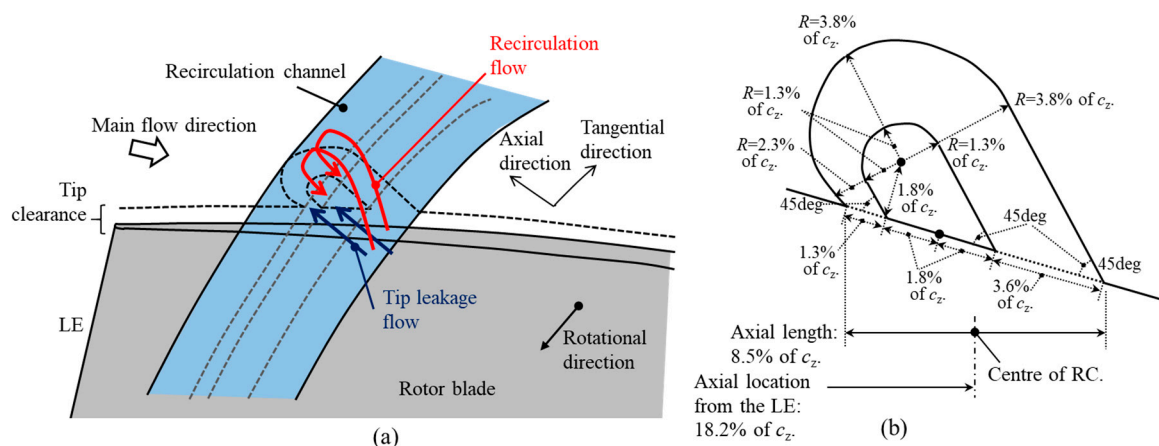 Recirculation
flow
Recirculation channel
Main flow direction
Axial
direction
Tangential
direction
Tip
clearance
Tip leakage
flow
LE
Rotational
direction
Rotor blade
(a)
(b)
R=3.8%
of cz.
R=1.3%
of cz.
R=2.3%
of cz.
R=3.8% of cz.
R=1.3%
of cz.
1.8%
of cz.
45deg
45deg
45deg
1.3%
of cz.
1.8%
of cz.
3.6%
of cz.
Axial length:
8.5% of cz.
Centre of RC.
Axial location
from the LE:
18.2% of cz.